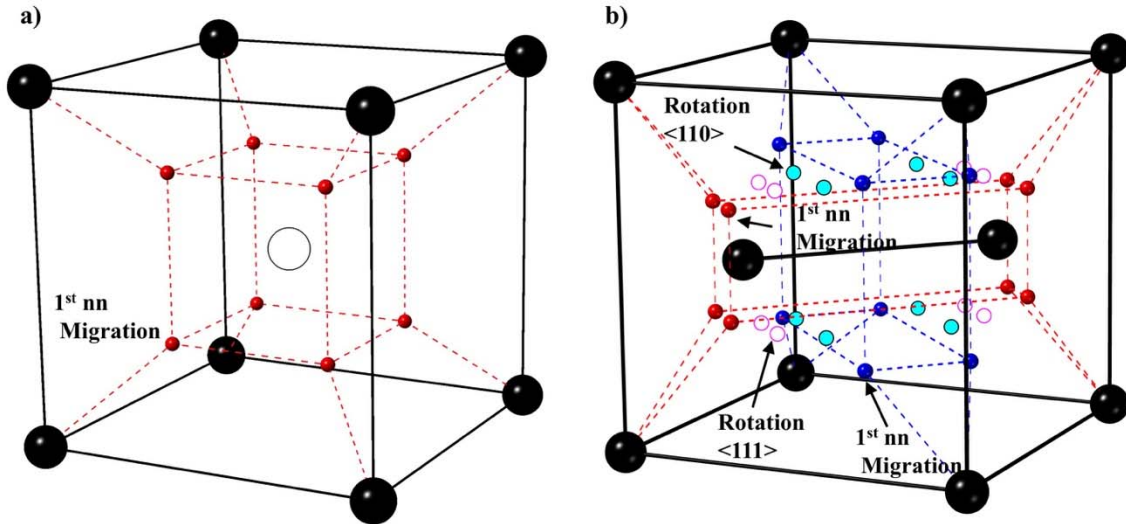 a)
1st nn
Migration
b)
Rotation
<110>
1st nn
Migration
Rotation
<111>
1st nn
Migration